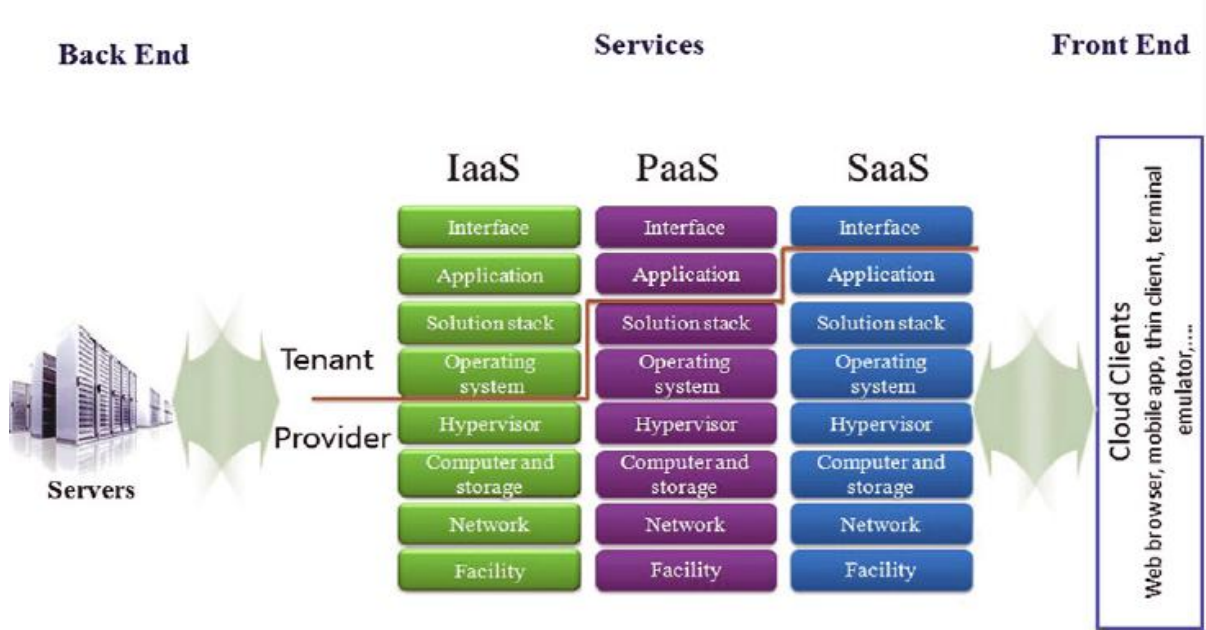 Back End
Services
Front End
IaaS
PaaS
SaaS
Interface
Interface
Interface
Application
Application
Application
Solution stack
Solution stack
Solution stack
Tenant
Operating
system
Operating
system
Operating
system
Provider
Hypervisor
Hypervisor
Hypervisor
Computer and
storage
Computer and
storage
Computer and
storage
Servers
Network
Network
Network
Facility
Facility
Facility
Cloud Clients
Web browser, mobile app, thin client, terminal
emulator,....